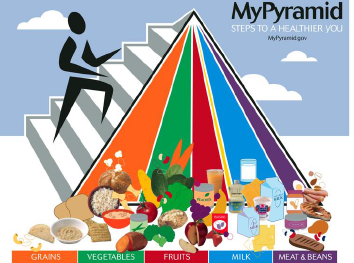 MyPyramid
STEPS TO A HEALTHIER YOU
MyPyramid.gov
GRAINS
VEGETABLES
FRUITS
MILK
MEAT & BEANS